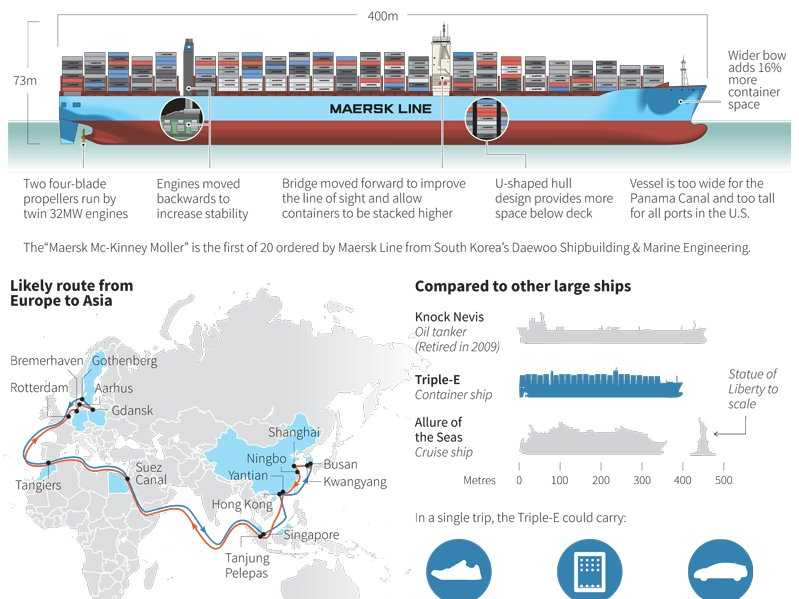 400m
73m
Wider bow
adds 16%
more
container
space
MAERSK LINE
Two four-blade
propellers run by
twin 32MW engines
Engines moved
backwards to
increase stability
Bridge moved forward to improve
the line of sight and allow
containers to be stacked higher
U-shaped hull
design provides more
space below deck
Vessel is too wide for the
Panama Canal and too tall
for all ports in the U.S.
The“Maersk Mc-Kinney Moller” is the first of 20 ordered by Maersk Line from South Korea’s Daewoo Shipbuilding & Marine Engineering.
Likely route from
Europe to Asia
Bremerhaven
Gothenberg
Rotterdam
Aarhus
Gdansk
Tangiers
Suez
Canal
Shanghai
Ningbo
Busan
Yantian
Kwangyang
Hong Kong
Singapore
Tanjung
Pelepas
Compared to other large ships
Knock Nevis
Oil tanker
(Retired in 2009)
Triple-E
Container ship
Statue of
Liberty to
scale
Allure of
the Seas
Cruise ship
Metres 0 100 200 300 400 500
In a single trip, the Triple-E could carry: